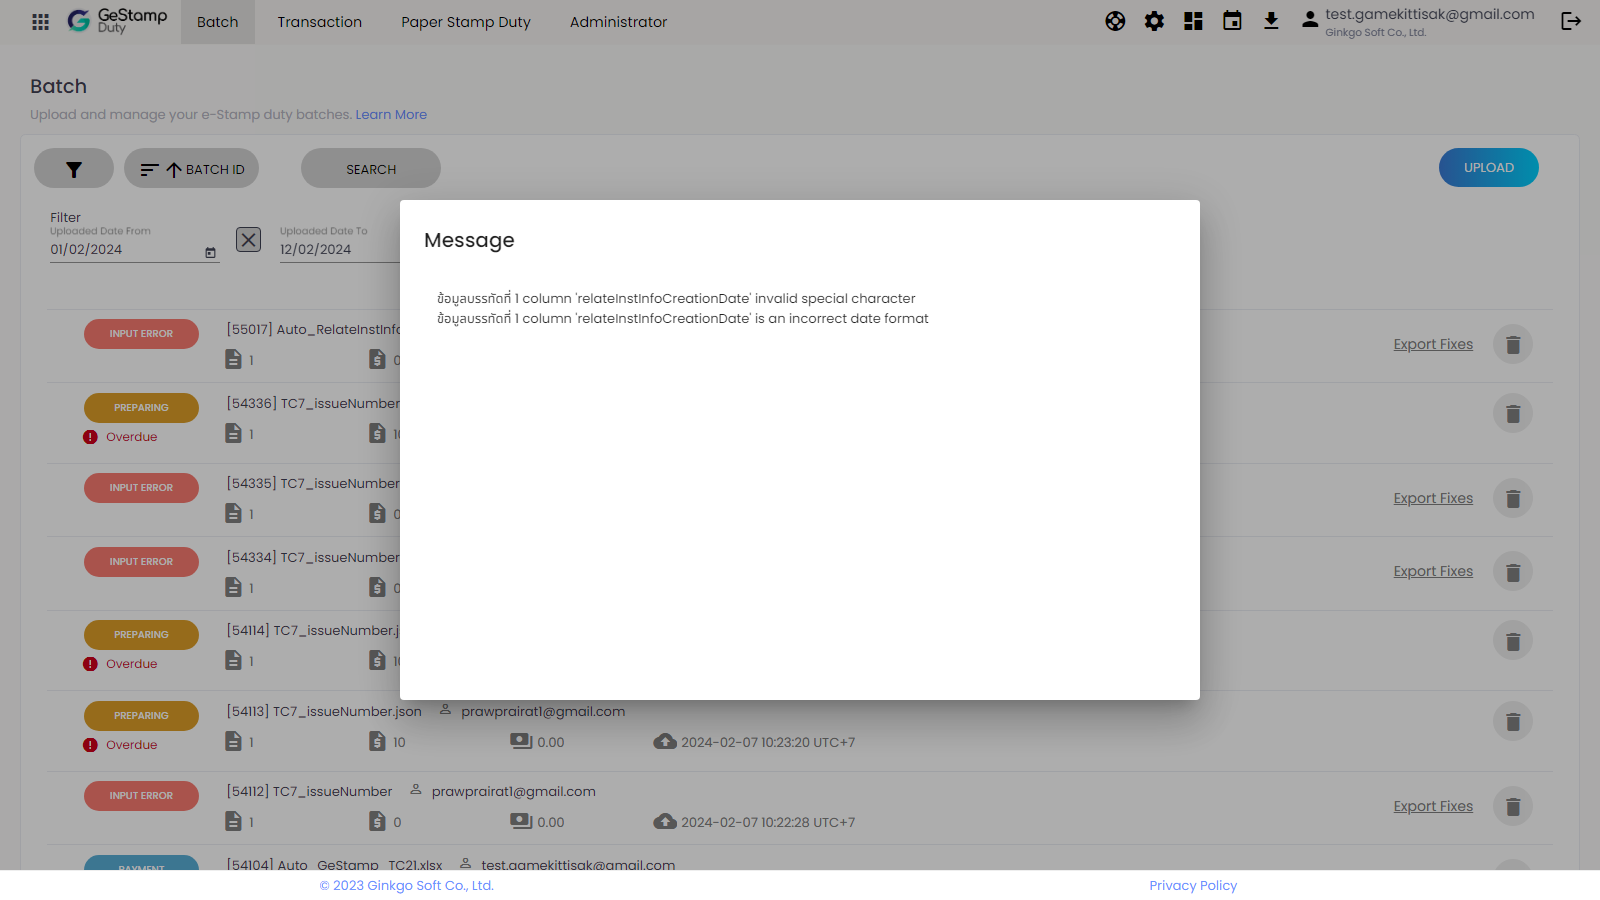 GeStamp
Duty
Batch
Transaction
Paper Stamp Duty
Administrator
test.gamekittisak@gmail.com
Ginkgo Soft Co., Ltd.
Batch
Upload and manage your e-Stamp duty batches. Learn More
BATCH ID
SEARCH
UPLOAD
Filter
Uploaded Date From
01/02/2024
Uploaded Date To
12/02/2024
Message
ข้อมูลบรรทัดที่ 1 column 'relateInstInfoCreationDate' invalid special character
ข้อมูลบรรทัดที่ 1 column 'relateInstInfoCreationDate' is an incorrect date format
INPUT ERROR
[55017] Auto_RelateInstInfo
1
0
Export Fixes
PREPARING
[54336] TC7_issueNumber
Overdue
1
10
INPUT ERROR
[54335] TC7_issueNumber
1
0
Export Fixes
INPUT ERROR
[54334] TC7_issueNumber
1
0
Export Fixes
PREPARING
[54114] TC7_issueNumber.j
Overdue
1
10
PREPARING
[54113] TC7_issueNumber.json prawprairat1@gmail.com
Overdue
1
10
0.00
2024-02-07 10:23:20 UTC+7
INPUT ERROR
[54112] TC7_issueNumber prawprairat1@gmail.com
1
0
0.00
2024-02-07 10:22:28 UTC+7
Export Fixes
PAYMENT
[54104] Auto_GeStamp_TC21.xlsx test.gamekittisak@gmail.com
© 2023 Ginkgo Soft Co., Ltd.
Privacy Policy